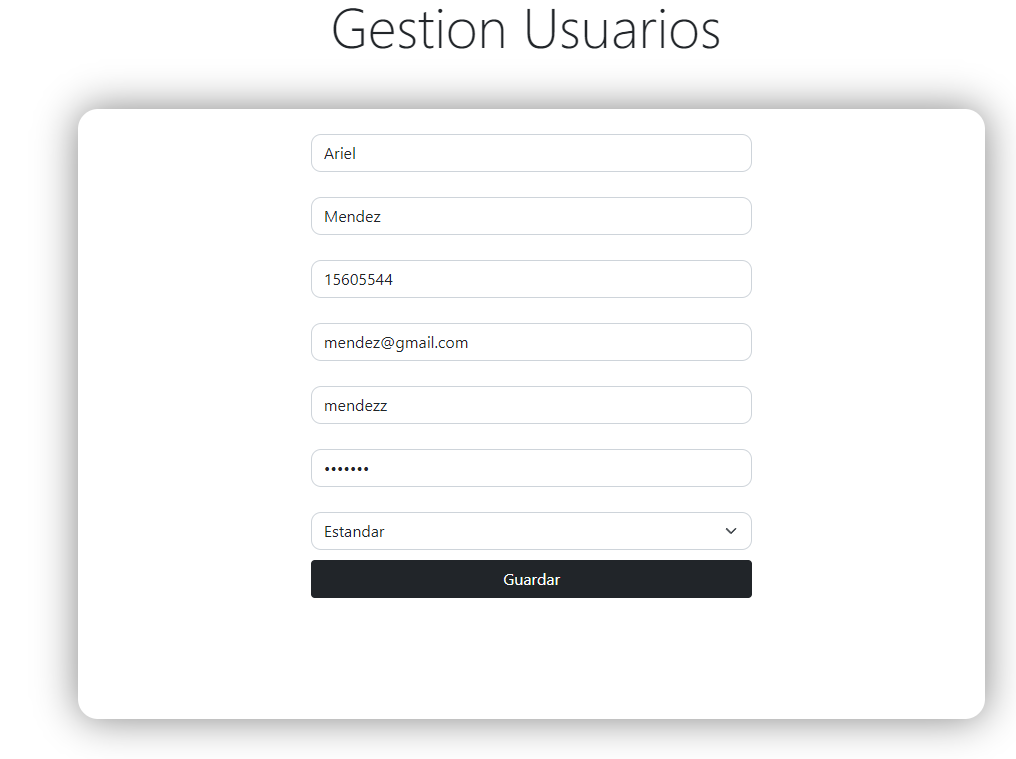 Gestion Usuarios
Ariel
Mendez
15605544
mendez@gmail.com
mendezz
•••••••
Estandar
Guardar